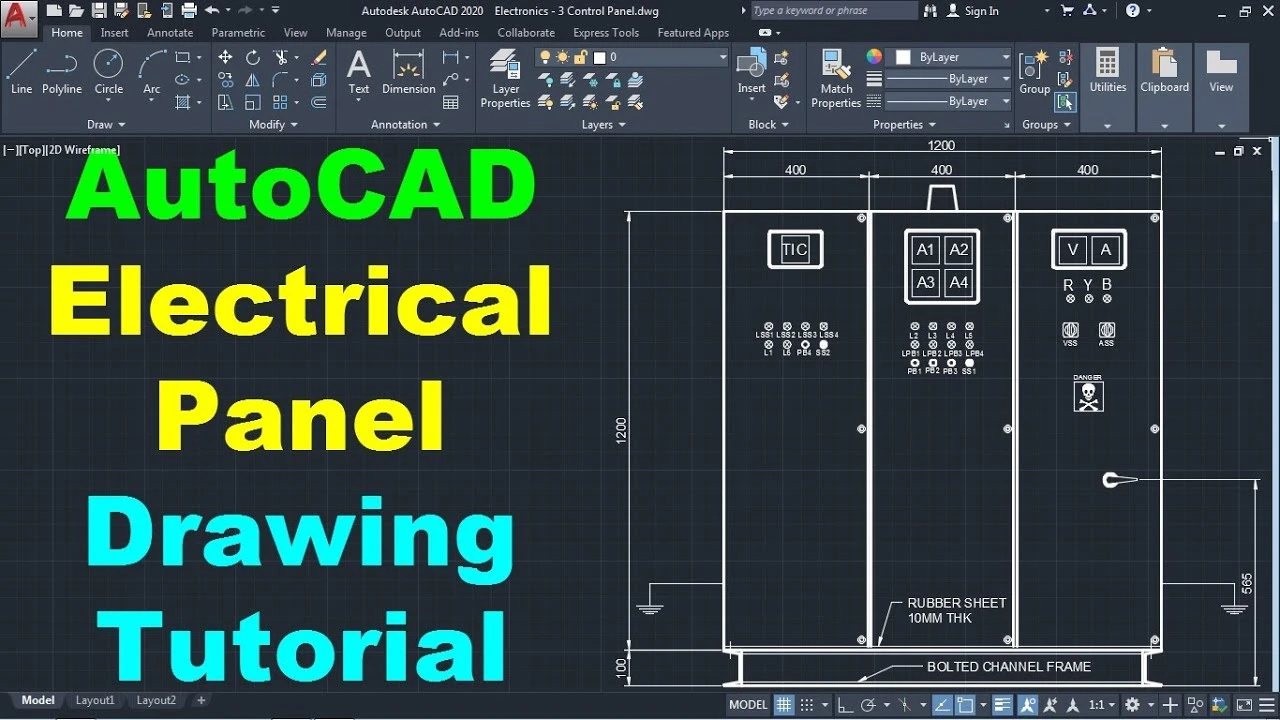 Autodesk AutoCAD 2020 Electronics - 3 Control Panel.dwg
Type a keyword or phrase
Sign In
Home Insert Annotate Parametric View Manage Output Add-ins Collaborate Express Tools Featured Apps
Line Polyline Circle Arc
Text Dimension
Layer Properties
0
Insert
Match Properties
ByLayer
ByLayer
ByLayer
Group
Utilities
Clipboard
View
Draw Modify Annotation Layers Block Properties Groups
[−][Top][2D Wireframe]
AutoCAD
Electrical
Panel
Drawing
Tutorial
1200
400 400 400
TIC
A1 A2
A3 A4
V A
R Y B
LSS1 LSS2 LSS3 LSS4
L1 L6 PB4 SS2
L2 L3 L4 L5
LPB1 LPB2 LPB3 LPB4
PB1 PB2 PB3 SS1
VSS ASS
DANGER
1200
565
RUBBER SHEET
10MM THK
100
BOLTED CHANNEL FRAME
Model Layout1 Layout2 +
MODEL
1:1